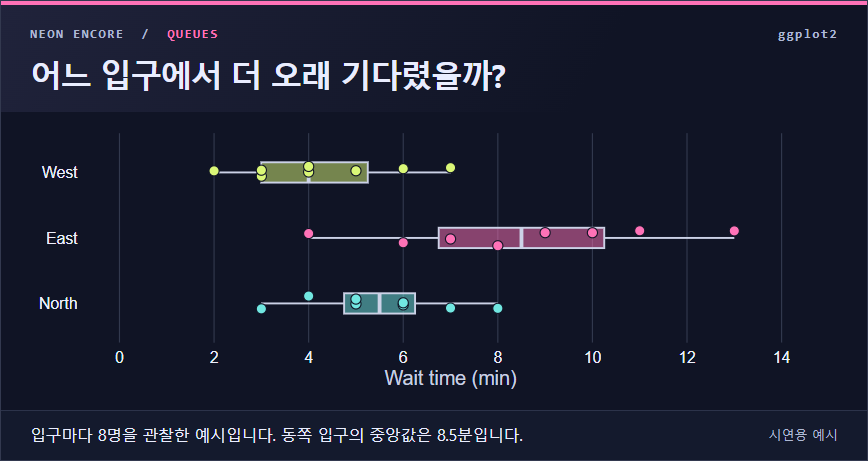 NEON ENCORE / QUEUES
ggplot2
어느 입구에서 더 오래 기다렸을까?
West
East
North
0 2 4 6 8 10 12 14
Wait time (min)
입구마다 8명을 관찰한 예시입니다. 동쪽 입구의 중앙값은 8.5분입니다.
시연용 예시